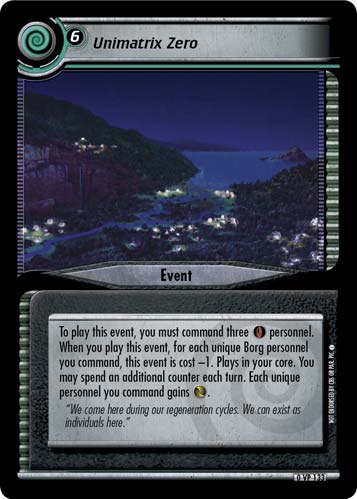 6
Unimatrix Zero
Event
To play this event, you must command three personnel.
When you play this event, for each unique Borg personnel
you command, this event is cost -1. Plays in your core. You
may spend an additional counter each turn. Each unique
personnel you command gains .
“We come here during our regeneration cycles. We can exist as
individuals here.”
NOT ENDORSED BY CBS OR PAR. PIC.
0 VP 133